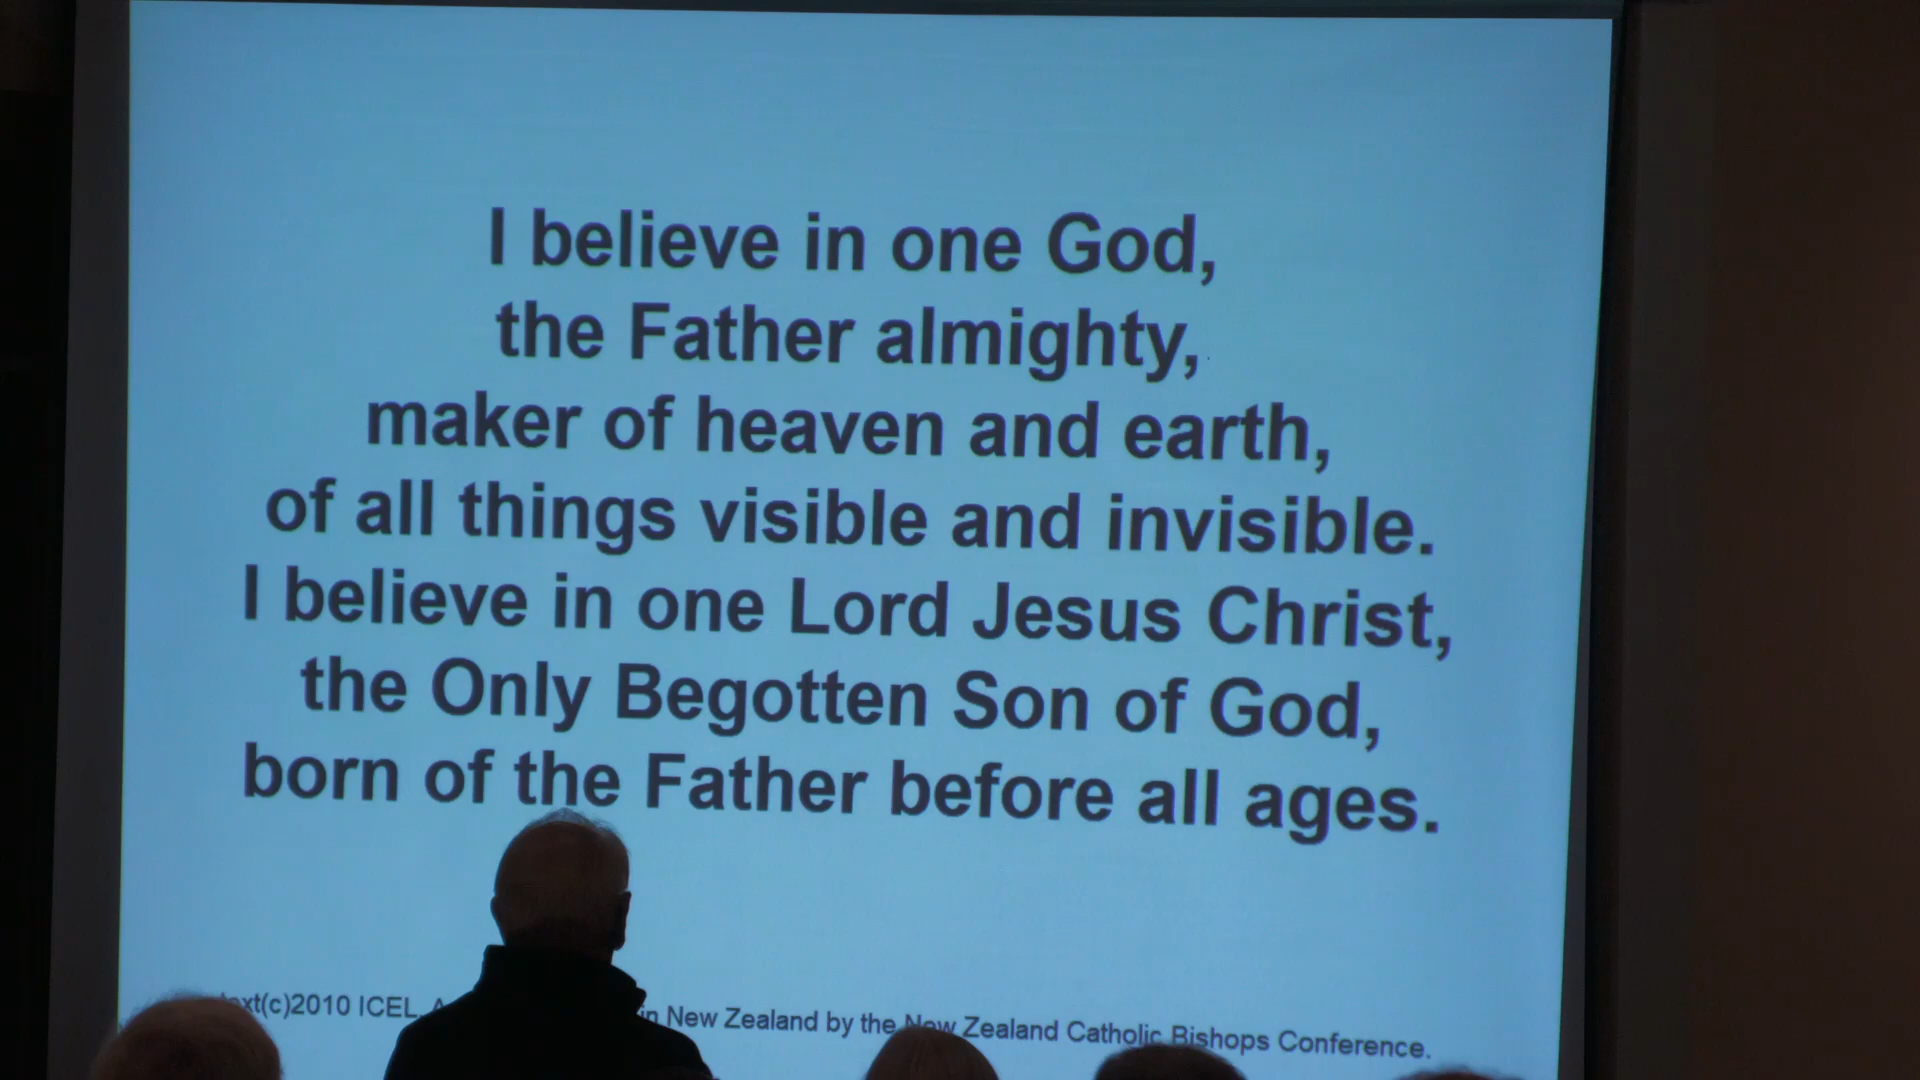 I believe in one God,
the Father almighty,
maker of heaven and earth,
of all things visible and invisible.
I believe in one Lord Jesus Christ,
the Only Begotten Son of God,
born of the Father before all ages.
(c)2010 ICEL. in New Zealand by the New Zealand Catholic Bishops Conference.